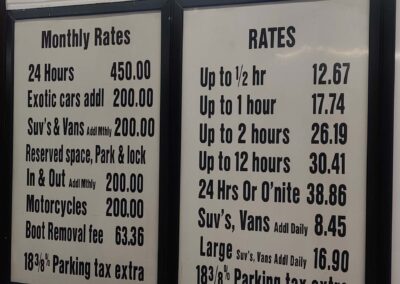 Monthly Rates
24 Hours 450.00
Exotic cars addl 200.00
Suv's & Vans Addl Mthly 200.00
Reserved space, Park & lock
In & Out Addl Mthly 200.00
Motorcycles 200.00
Boot Removal fee 63.36
18 3/8 % Parking tax extra
RATES
Up to 1/2 hr 12.67
Up to 1 hour 17.74
Up to 2 hours 26.19
Up to 12 hours 30.41
24 Hrs Or O'nite 38.86
Suv's, Vans Addl Daily 8.45
Large Suv's, Vans Addl Daily 16.90
18 3/8 % Parking tax extra